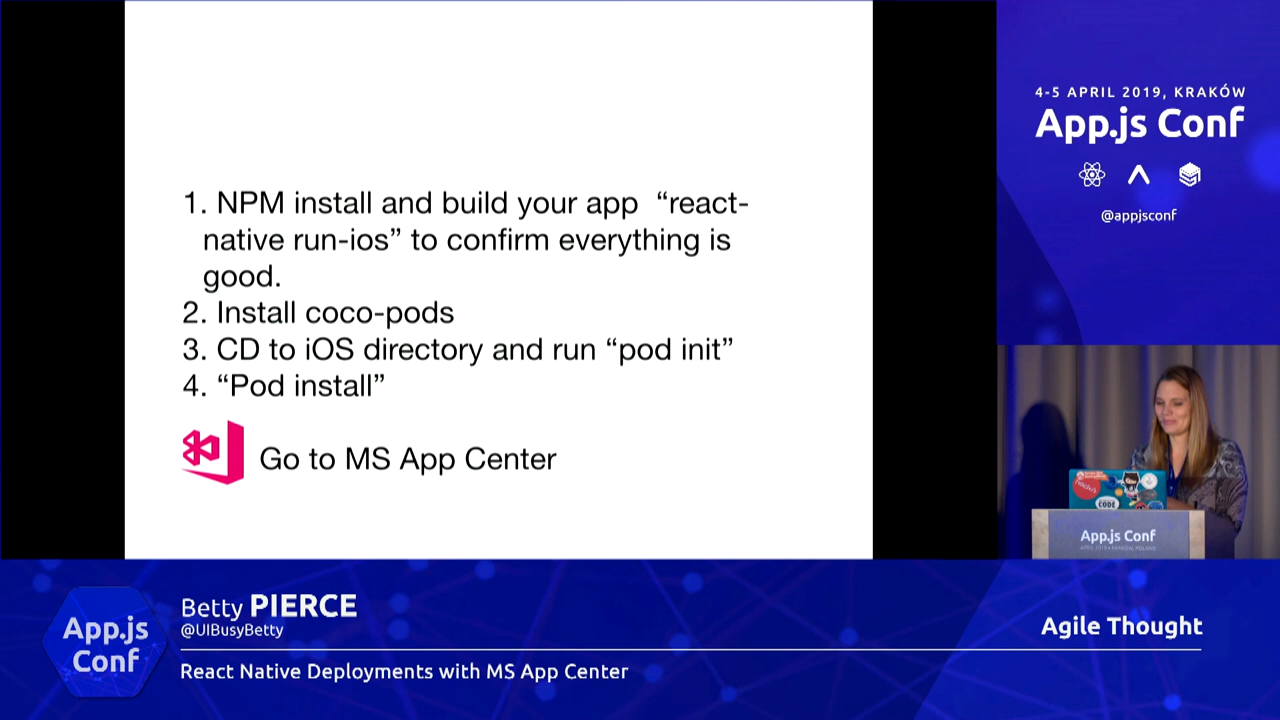 1. NPM install and build your app “react-
native run-ios” to confirm everything is
good.
2. Install coco-pods
3. CD to iOS directory and run “pod init”
4. “Pod install”
Go to MS App Center
4-5 APRIL 2019, KRAKÓW
App.js Conf
@appjsconf
CODE
App.js Conf
App.js
Conf
Betty PIERCE
@UIBusyBetty
React Native Deployments with MS App Center
Agile Thought